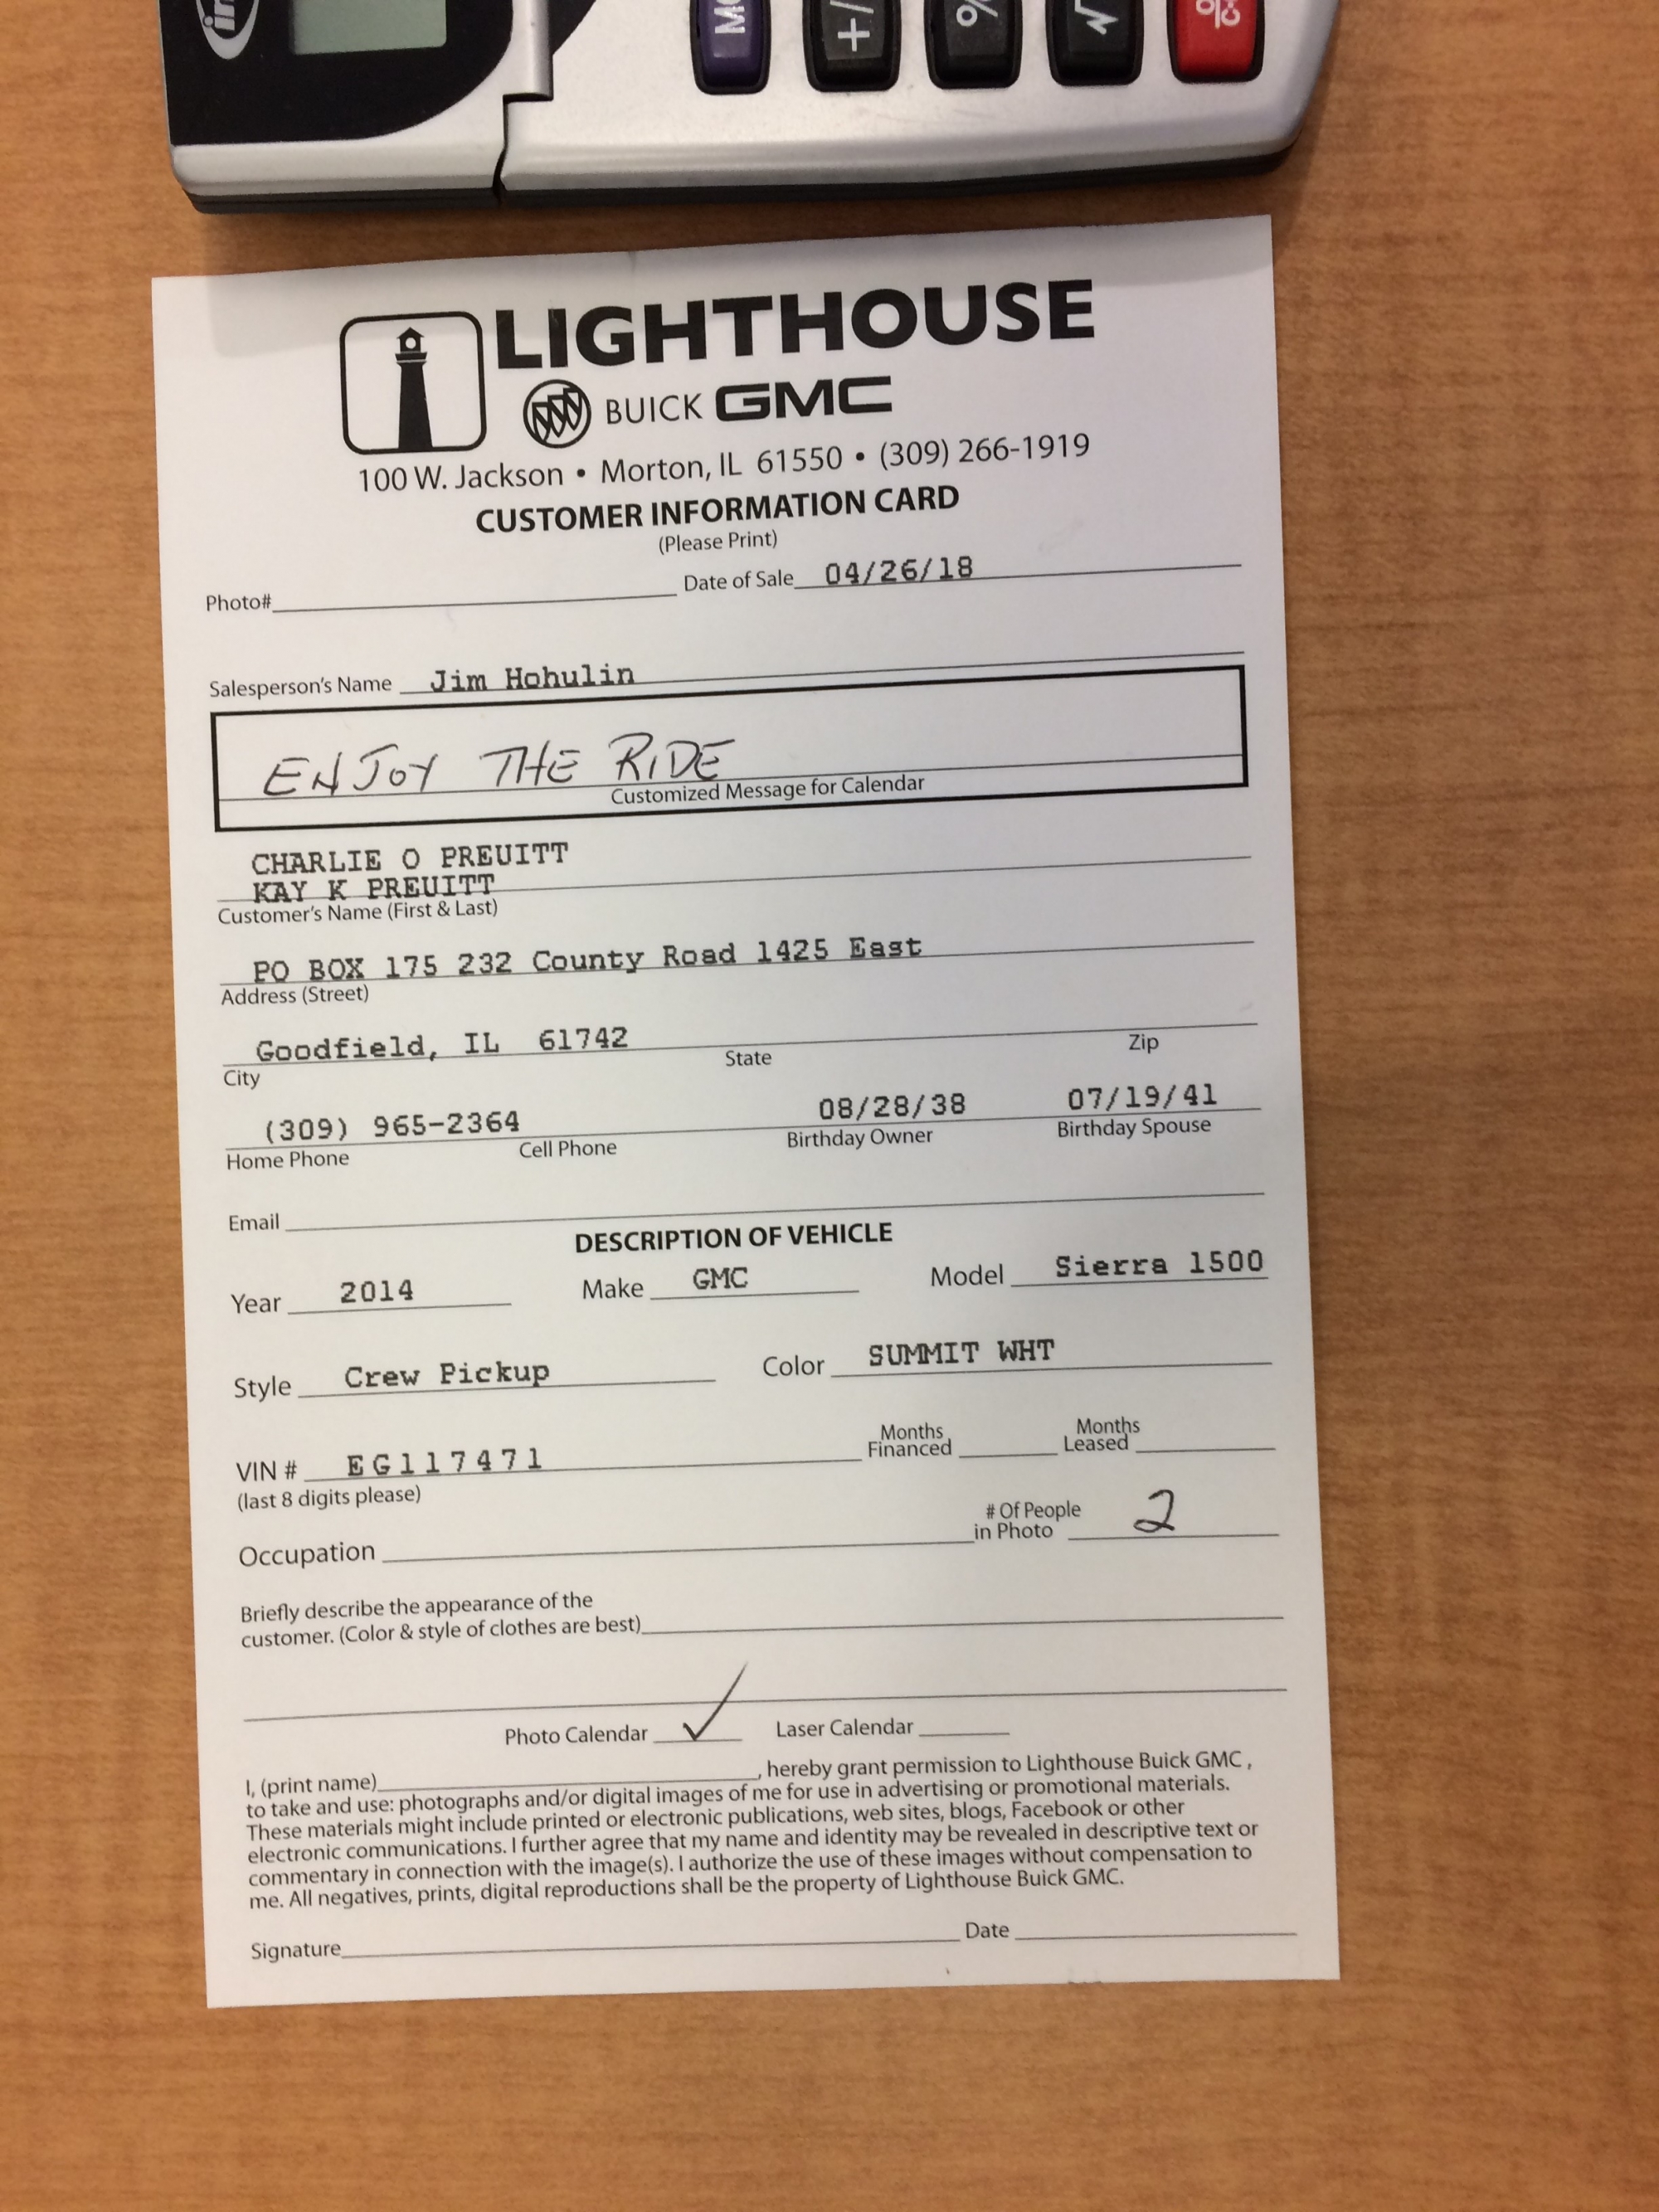 M
+/
%
√
LIGHTHOUSE
BUICK GMC
100 W. Jackson • Morton, IL 61550 • (309) 266-1919
CUSTOMER INFORMATION CARD
(Please Print)
Photo# Date of Sale 04/26/18
Salesperson's Name Jim Hohulin
ENJOY THE RIDE
Customized Message for Calendar
CHARLIE O PREUITT
KAY K PREUITT
Customer's Name (First & Last)
PO BOX 175 232 County Road 1425 East
Address (Street)
Goodfield, IL 61742
City State Zip
(309) 965-2364 08/28/38 07/19/41
Home Phone Cell Phone Birthday Owner Birthday Spouse
Email
DESCRIPTION OF VEHICLE
Year 2014 Make GMC Model Sierra 1500
Style Crew Pickup Color SUMMIT WHT
VIN # EG117471 Months Financed Months Leased
(last 8 digits please)
Occupation # Of People in Photo 2
Briefly describe the appearance of the
customer. (Color & style of clothes are best)
Photo Calendar ✓ Laser Calendar
I, (print name) , hereby grant permission to Lighthouse Buick GMC ,
to take and use: photographs and/or digital images of me for use in advertising or promotional materials.
These materials might include printed or electronic publications, web sites, blogs, Facebook or other
electronic communications. I further agree that my name and identity may be revealed in descriptive text or
commentary in connection with the image(s). I authorize the use of these images without compensation to
me. All negatives, prints, digital reproductions shall be the property of Lighthouse Buick GMC.
Signature Date